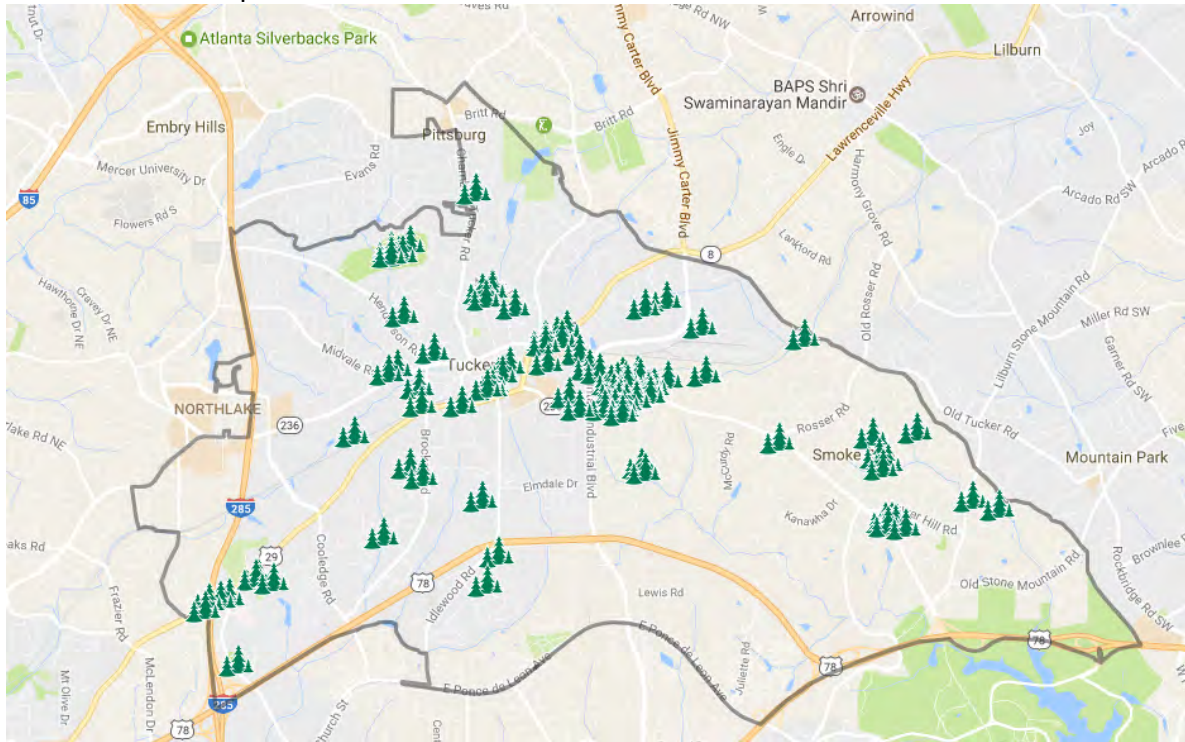 Arrowind
Atlanta Silverbacks Park
Lilburn
Jimmy Carter Blvd
BAPS Shri
Swaminarayan Mandir
Lawrenceville Hwy
Embry Hills
Britt Rd
Britt Rd
Pittsburg
Engle Dr
Joy
Evans Rd
Mercer University Dr
Jimmy Carter Blvd
Harmony Grove Rd
Arcado Rd
85
Arcado Rd SW
Flowers Rd S
Lankford Rd
8
Old Rosser Rd
Hawthorne Dr NE
Cravey Dr NE
Henderson R
Lilburn Stone Mountain Rd
Miller Rd SW
Garner Rd SW
Midvale R
Tucke
NORTHLAKE
236
Rosser Rd
Old Tucker Rd
Five
Smoke
Mountain Park
Industrial Blvd
McCurdy Rd
Elmdale Dr
Kanawha Dr
Hill Rd
285
29
Cooledge Rd
78
Idlewood Rd
Old Stone Mountain Rd
Brownlee
Rockbridge Rd SW
Frazier Rd
Lewis Rd
E Ponce de Leon Ave
78
78
McLendon Dr
Mt Olive Dr
E Ponce de Leon Ave
Juliette Rd
285
78
Church St